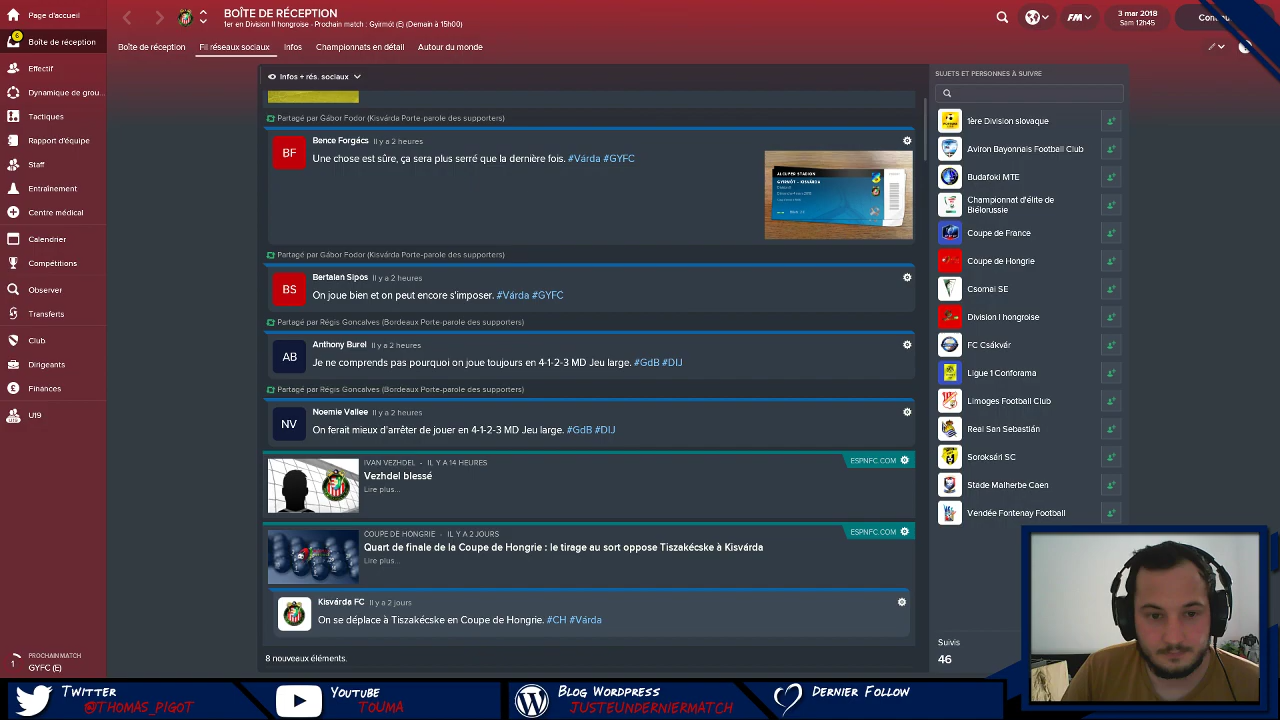 Page d'accueil
6
Boîte de réception
Effectif
Dynamique de grou...
Tactiques
Rapport d'équipe
Staff
Entraînement
Centre médical
Calendrier
Compétitions
Observer
Transferts
Club
Dirigeants
Finances
U19
PROCHAIN MATCH
1
GYFC (E)
BOÎTE DE RÉCEPTION
1er en Division II hongroise - Prochain match : Gyirmót (E) (Demain à 15h00)
FM
3 mar 2018
Sam 12h45
Boîte de réception
Fil réseaux sociaux
Infos
Championnats en détail
Autour du monde
Infos + rés. sociaux
Partagé par Gábor Fodor (Kisvárda Porte-parole des supporters)
BF
Bence Forgács Il y a 2 heures
Une chose est sûre, ça sera plus serré que la dernière fois. #Várda #GYFC
ALCUFER STADION
GYIRMÓT - KISVÁRDA
Partagé par Gábor Fodor (Kisvárda Porte-parole des supporters)
BS
Bertalan Sipos Il y a 2 heures
On joue bien et on peut encore s'imposer. #Várda #GYFC
Partagé par Régis Goncalves (Bordeaux Porte-parole des supporters)
AB
Anthony Burel Il y a 2 heures
Je ne comprends pas pourquoi on joue toujours en 4-1-2-3 MD Jeu large. #GdB #DIJ
Partagé par Régis Goncalves (Bordeaux Porte-parole des supporters)
NV
Noemie Vallee Il y a 2 heures
On ferait mieux d'arrêter de jouer en 4-1-2-3 MD Jeu large. #GdB #DIJ
IVAN VEZHDEL - IL Y A 14 HEURES
ESPNFC.COM
Vezhdel blessé
Lire plus...
COUPE DE HONGRIE - IL Y A 2 JOURS
ESPNFC.COM
Quart de finale de la Coupe de Hongrie : le tirage au sort oppose Tiszakécske à Kisvárda
Lire plus...
Kisvárda FC Il y a 2 jours
On se déplace à Tiszakécske en Coupe de Hongrie. #CH #Várda
8 nouveaux éléments.
SUJETS ET PERSONNES À SUIVRE
1ère Division slovaque
Aviron Bayonnais Football Club
Budafoki MTE
Championnat d'élite de
Biélorussie
Coupe de France
Coupe de Hongrie
Csornai SE
Division I hongroise
FC Csákvár
Ligue 1 Conforama
Limoges Football Club
Real San Sebastián
Soroksári SC
Stade Malherbe Caen
Vendée Fontenay Football
Suivis
46
Twitter
@Thomas_Pigot
Youtube
Touma
Blog Wordpress
JusteUnDernierMatch
Dernier Follow